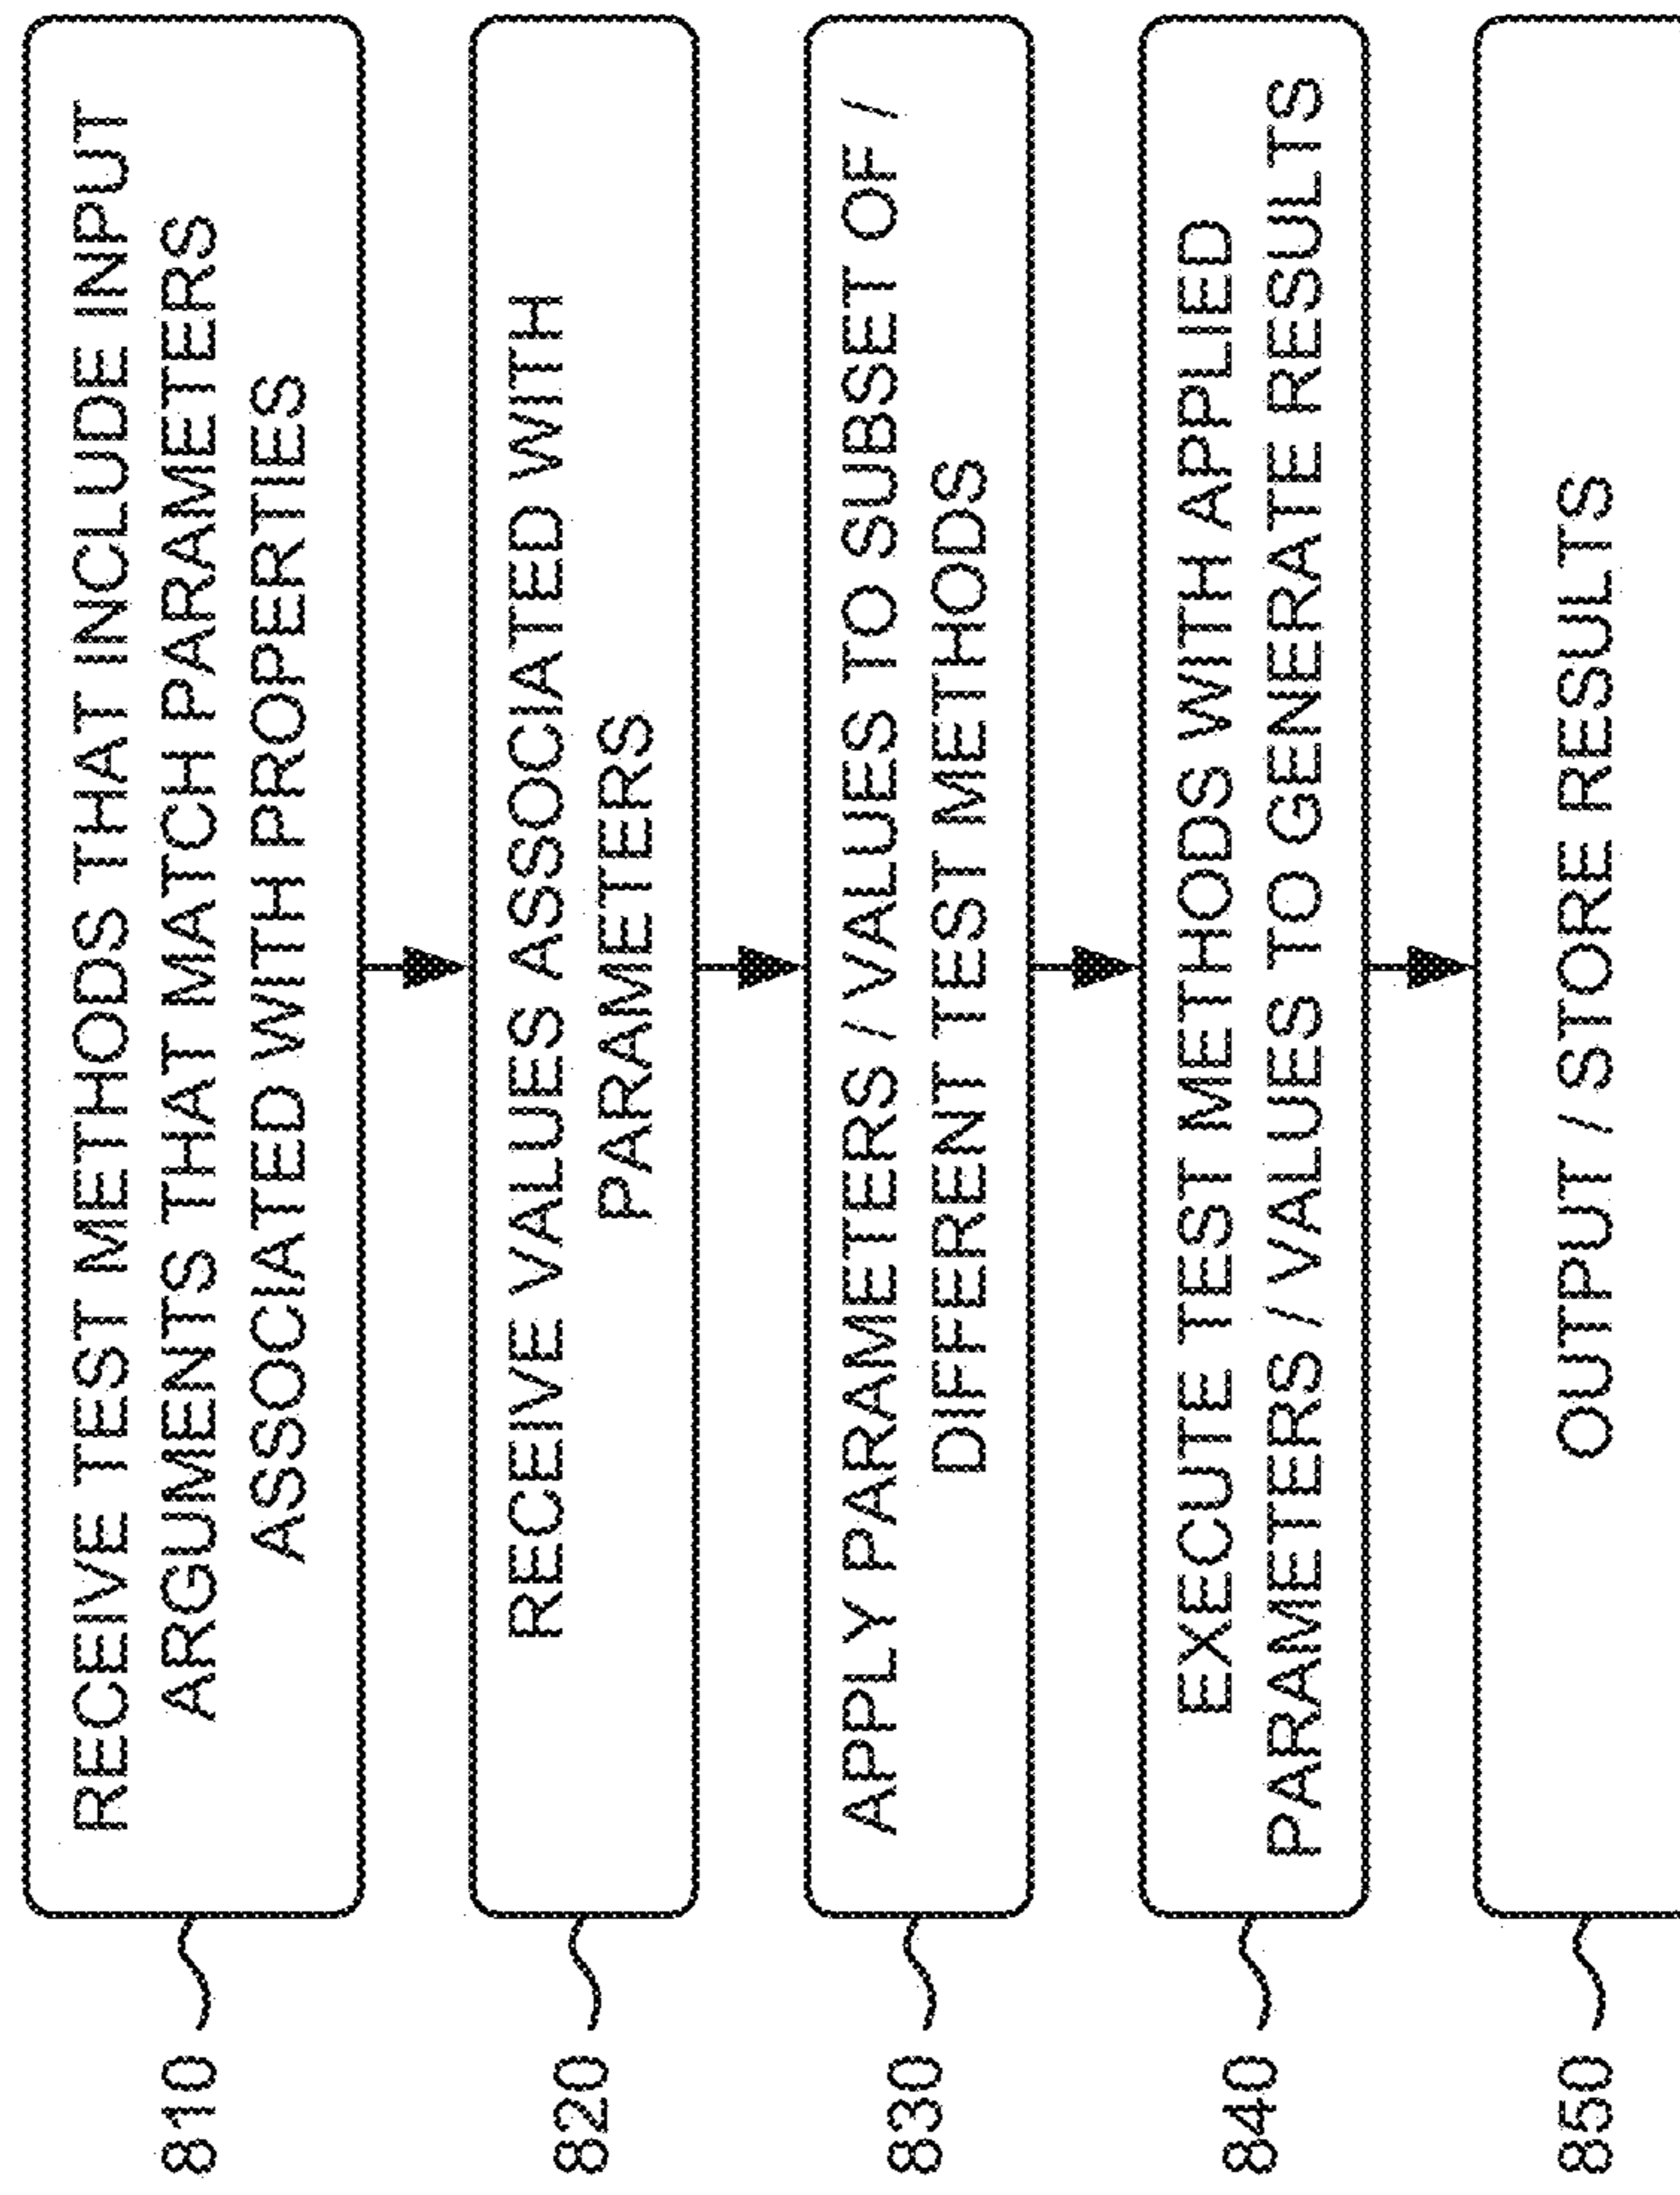 810
RECEIVE TEST METHODS THAT INCLUDE INPUT
ARGUMENTS THAT MATCH PARAMETERS
ASSOCIATED WITH PROPERTIES
820
RECEIVE VALUES ASSOCIATED WITH
PARAMETERS
830
APPLY PARAMETERS / VALUES TO SUBSET OF /
DIFFERENT TEST METHODS
840
EXECUTE TEST METHODS WITH APPLIED
PARAMETERS / VALUES TO GENERATE RESULTS
850
OUTPUT / STORE RESULTS